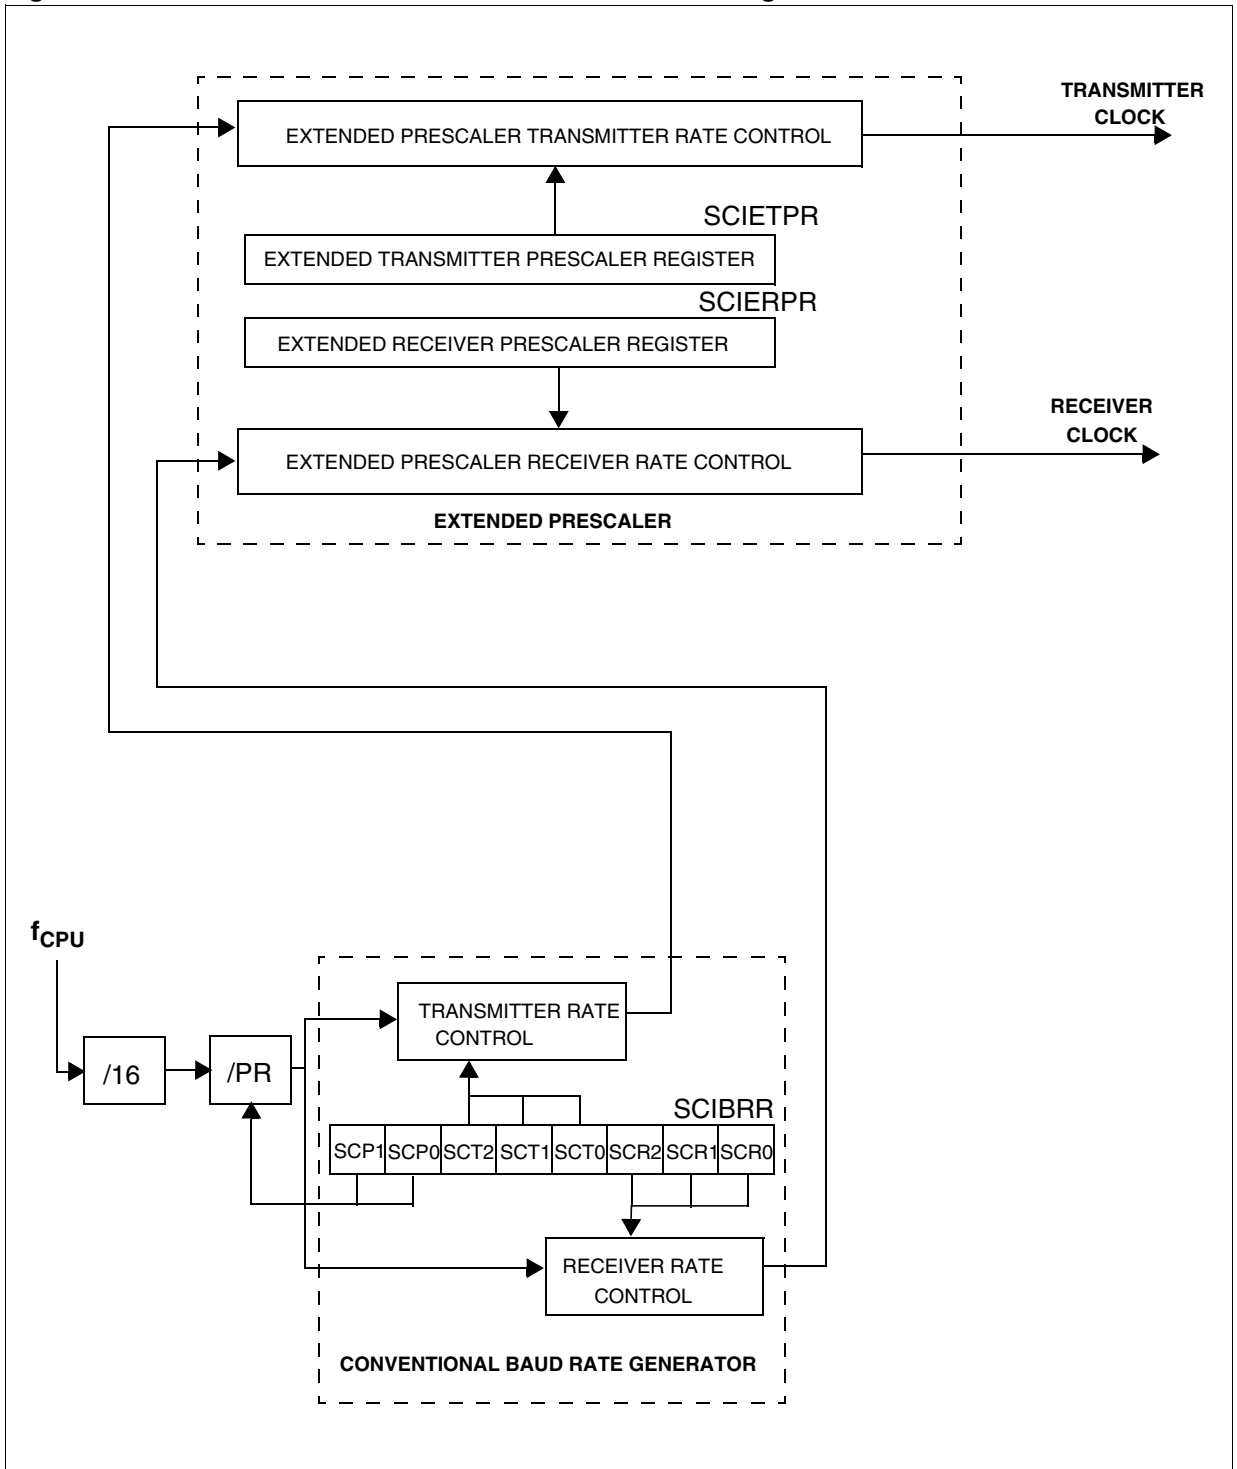 TRANSMITTER
CLOCK
EXTENDED PRESCALER TRANSMITTER RATE CONTROL
SCIETPR
EXTENDED TRANSMITTER PRESCALER REGISTER
SCIERPR
EXTENDED RECEIVER PRESCALER REGISTER
RECEIVER
CLOCK
EXTENDED PRESCALER RECEIVER RATE CONTROL
EXTENDED PRESCALER
fCPU
TRANSMITTER RATE
CONTROL
/16
/PR
SCIBRR
SCP1 SCP0 SCT2 SCT1 SCT0 SCR2 SCR1 SCR0
RECEIVER RATE
CONTROL
CONVENTIONAL BAUD RATE GENERATOR